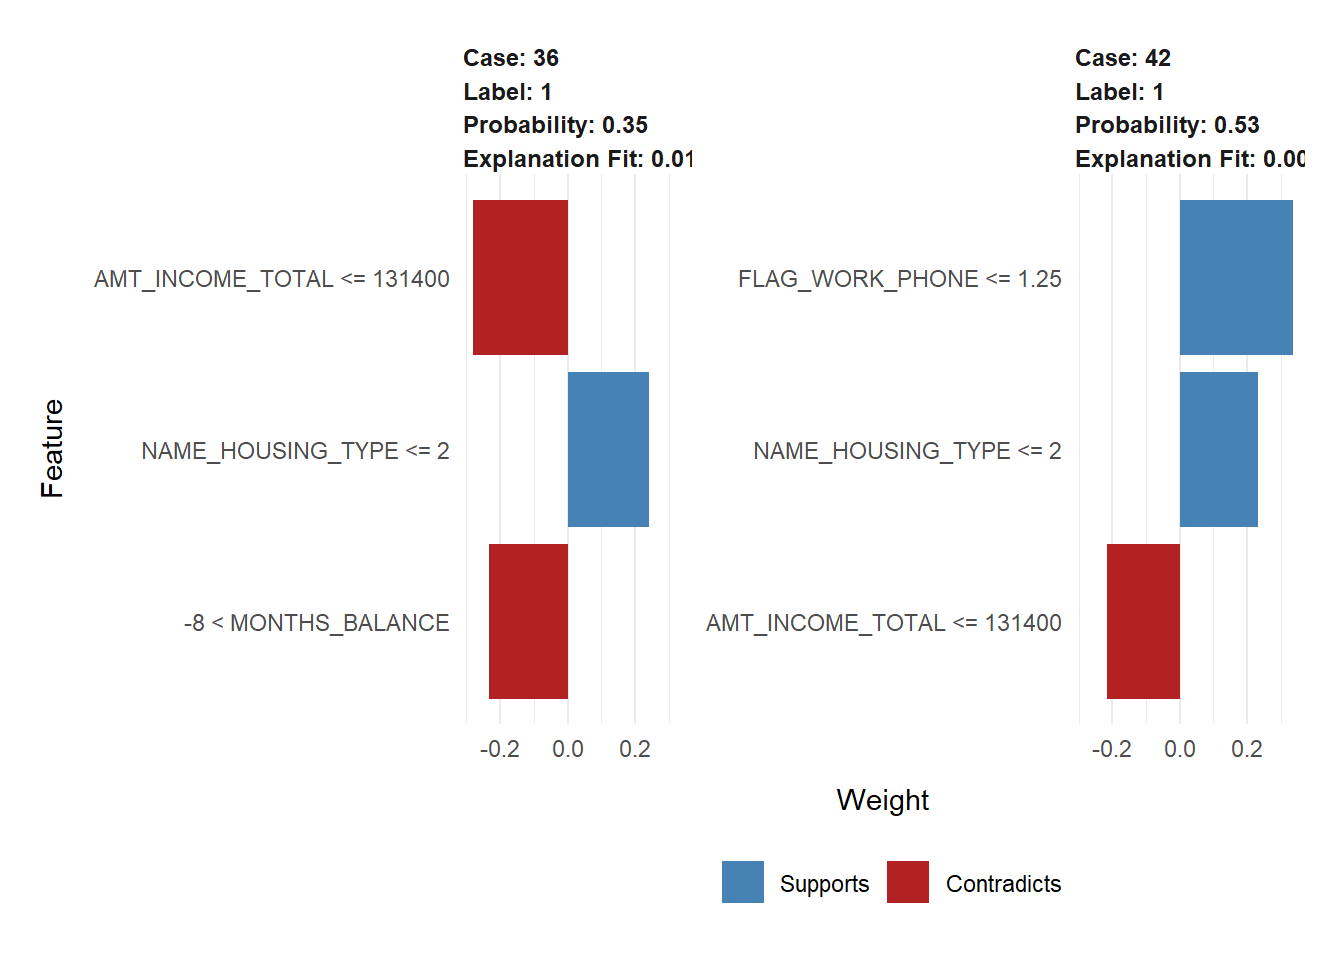 Case: 36
Label: 1
Probability: 0.35
Explanation Fit: 0.01
Case: 42
Label: 1
Probability: 0.53
Explanation Fit: 0.00
Feature
AMT_INCOME_TOTAL <= 131400
NAME_HOUSING_TYPE <= 2
-8 < MONTHS_BALANCE
FLAG_WORK_PHONE <= 1.25
NAME_HOUSING_TYPE <= 2
AMT_INCOME_TOTAL <= 131400
-0.2 0.0 0.2
-0.2 0.0 0.2
Weight
Supports Contradicts